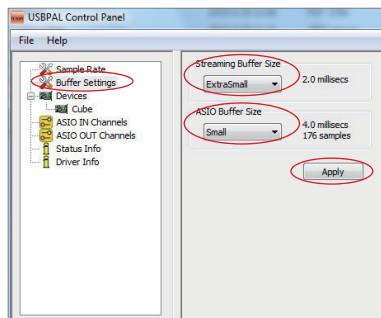 USBPAL Control Panel
File Help
Sample Rate
Buffer Settings
Devices
Cube
ASIO IN Channels
ASIO OUT Channels
Status Info
Driver Info
Streaming Buffer Size
ExtraSmall
2.0 millisecs
ASIO Buffer Size
Small
4.0 millisecs
176 samples
Apply